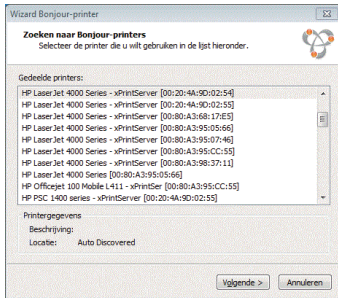 Wizard Bonjour-printer
Zoeken naar Bonjour-printers
Selecteer de printer die u wilt gebruiken in de lijst hieronder.
Gedeelde printers:
HP LaserJet 4000 Series - xPrintServer [00:20:4A:9D:02:54]
HP LaserJet 4000 Series - xPrintServer [00:20:4A:9D:02:55]
HP LaserJet 4000 Series - xPrintServer [00:80:A3:68:17:E5]
HP LaserJet 4000 Series - xPrintServer [00:80:A3:95:05:66]
HP LaserJet 4000 Series - xPrintServer [00:80:A3:95:07:46]
HP LaserJet 4000 Series - xPrintServer [00:80:A3:95:CC:55]
HP LaserJet 4000 Series - xPrintServer [00:80:A3:98:37:11]
HP LaserJet 4000 Series [00:80:A3:95:05:66]
HP Officejet 100 Mobile L411 - xPrintSer [00:80:A3:95:CC:55]
HP PSC 1400 series - xPrintServer [00:20:4A:9D:02:55]
Printergegevens
Beschrijving:
Locatie: Auto Discovered
Volgende >
Annuleren